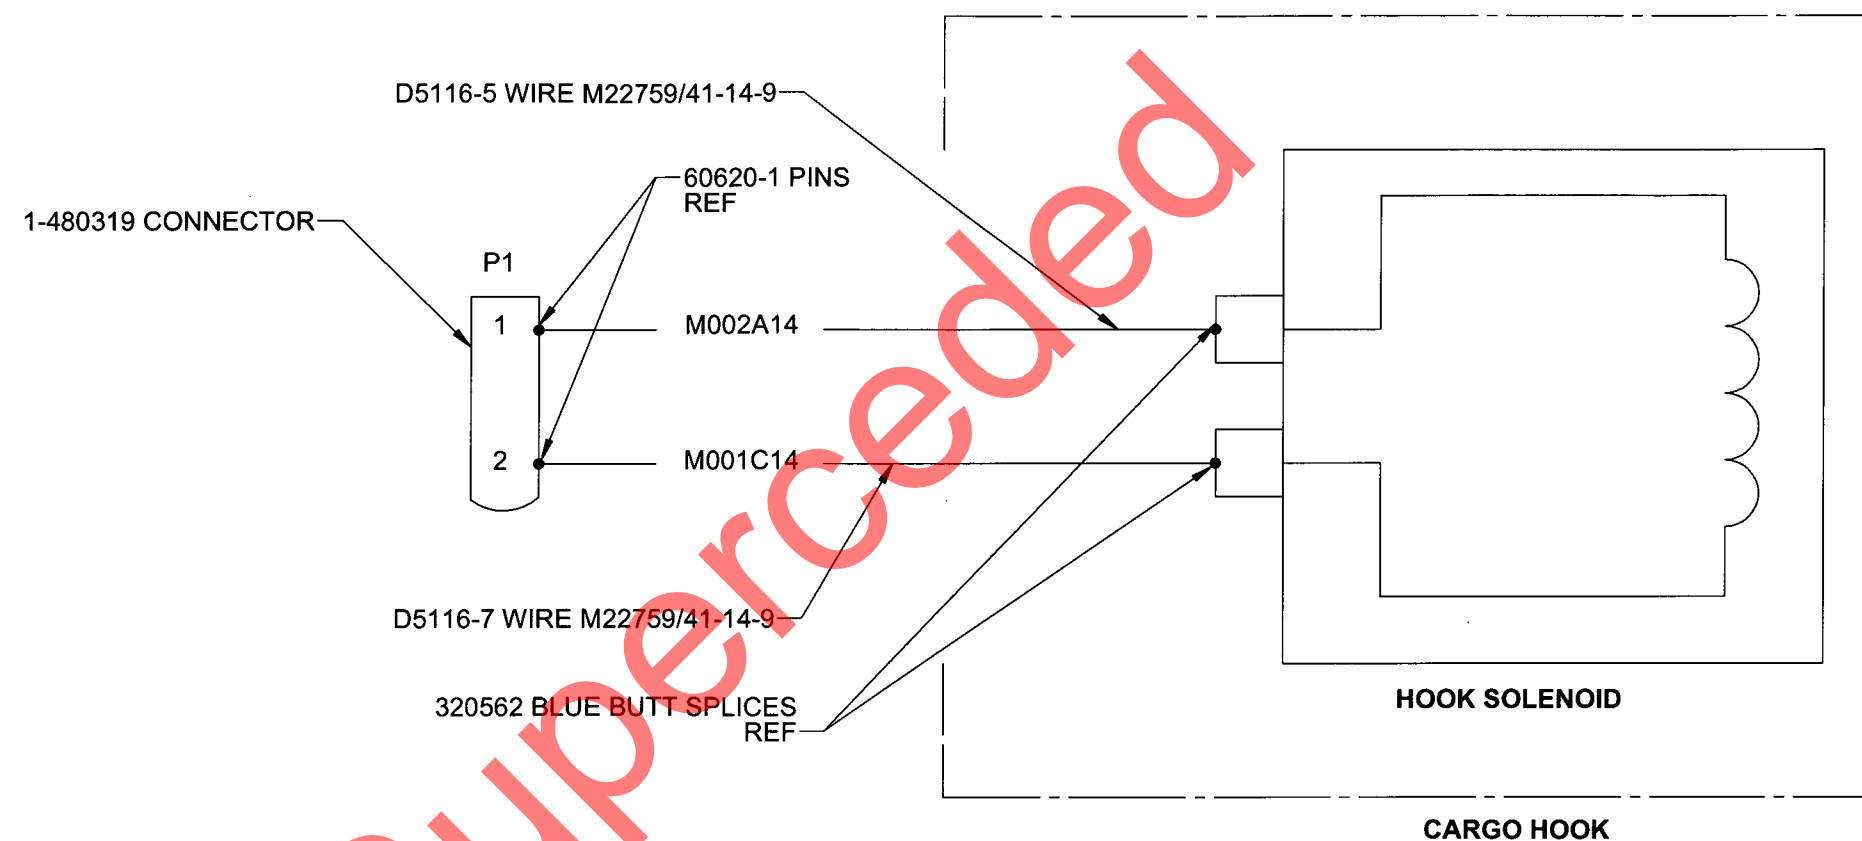 D5116-5 WIRE M22759/41-14-9
60620-1 PINS
REF
1-480319 CONNECTOR
P1
1
M002A14
2
M001C14
D5116-7 WIRE M22759/41-14-9
320562 BLUE BUTT SPLICES
REF
HOOK SOLENOID
CARGO HOOK
uperceded